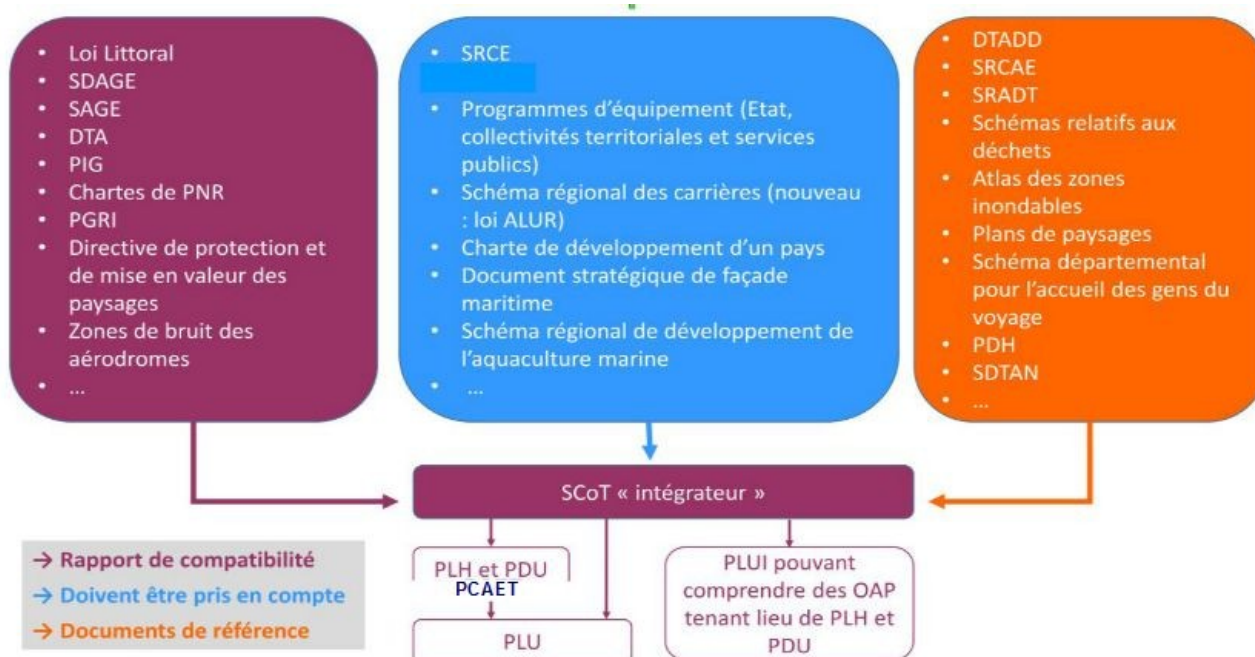 • Loi Littoral
• SDAGE
• SAGE
• DTA
• PIG
• Chartes de PNR
• PGRI
• Directive de protection et
de mise en valeur des
paysages
• Zones de bruit des
aérodromes
• ...
• SRCE
• Programmes d'équipement (Etat,
collectivités territoriales et services
publics)
• Schéma régional des carrières (nouveau
: loi ALUR)
• Charte de développement d'un pays
• Document stratégique de façade
maritime
• Schéma régional de développement de
l'aquaculture marine
• ...
• DTADD
• SRCAE
• SRADT
• Schémas relatifs aux
déchets
• Atlas des zones
inondables
• Plans de paysages
• Schéma départemental
pour l'accueil des gens du
voyage
• PDH
• SDTAN
• ...
SCoT « intégrateur »
→ Rapport de compatibilité
→ Doivent être pris en compte
→ Documents de référence
PLH et PDU
PCAET
PLU
PLUI pouvant
comprendre des OAP
tenant lieu de PLH et
PDU